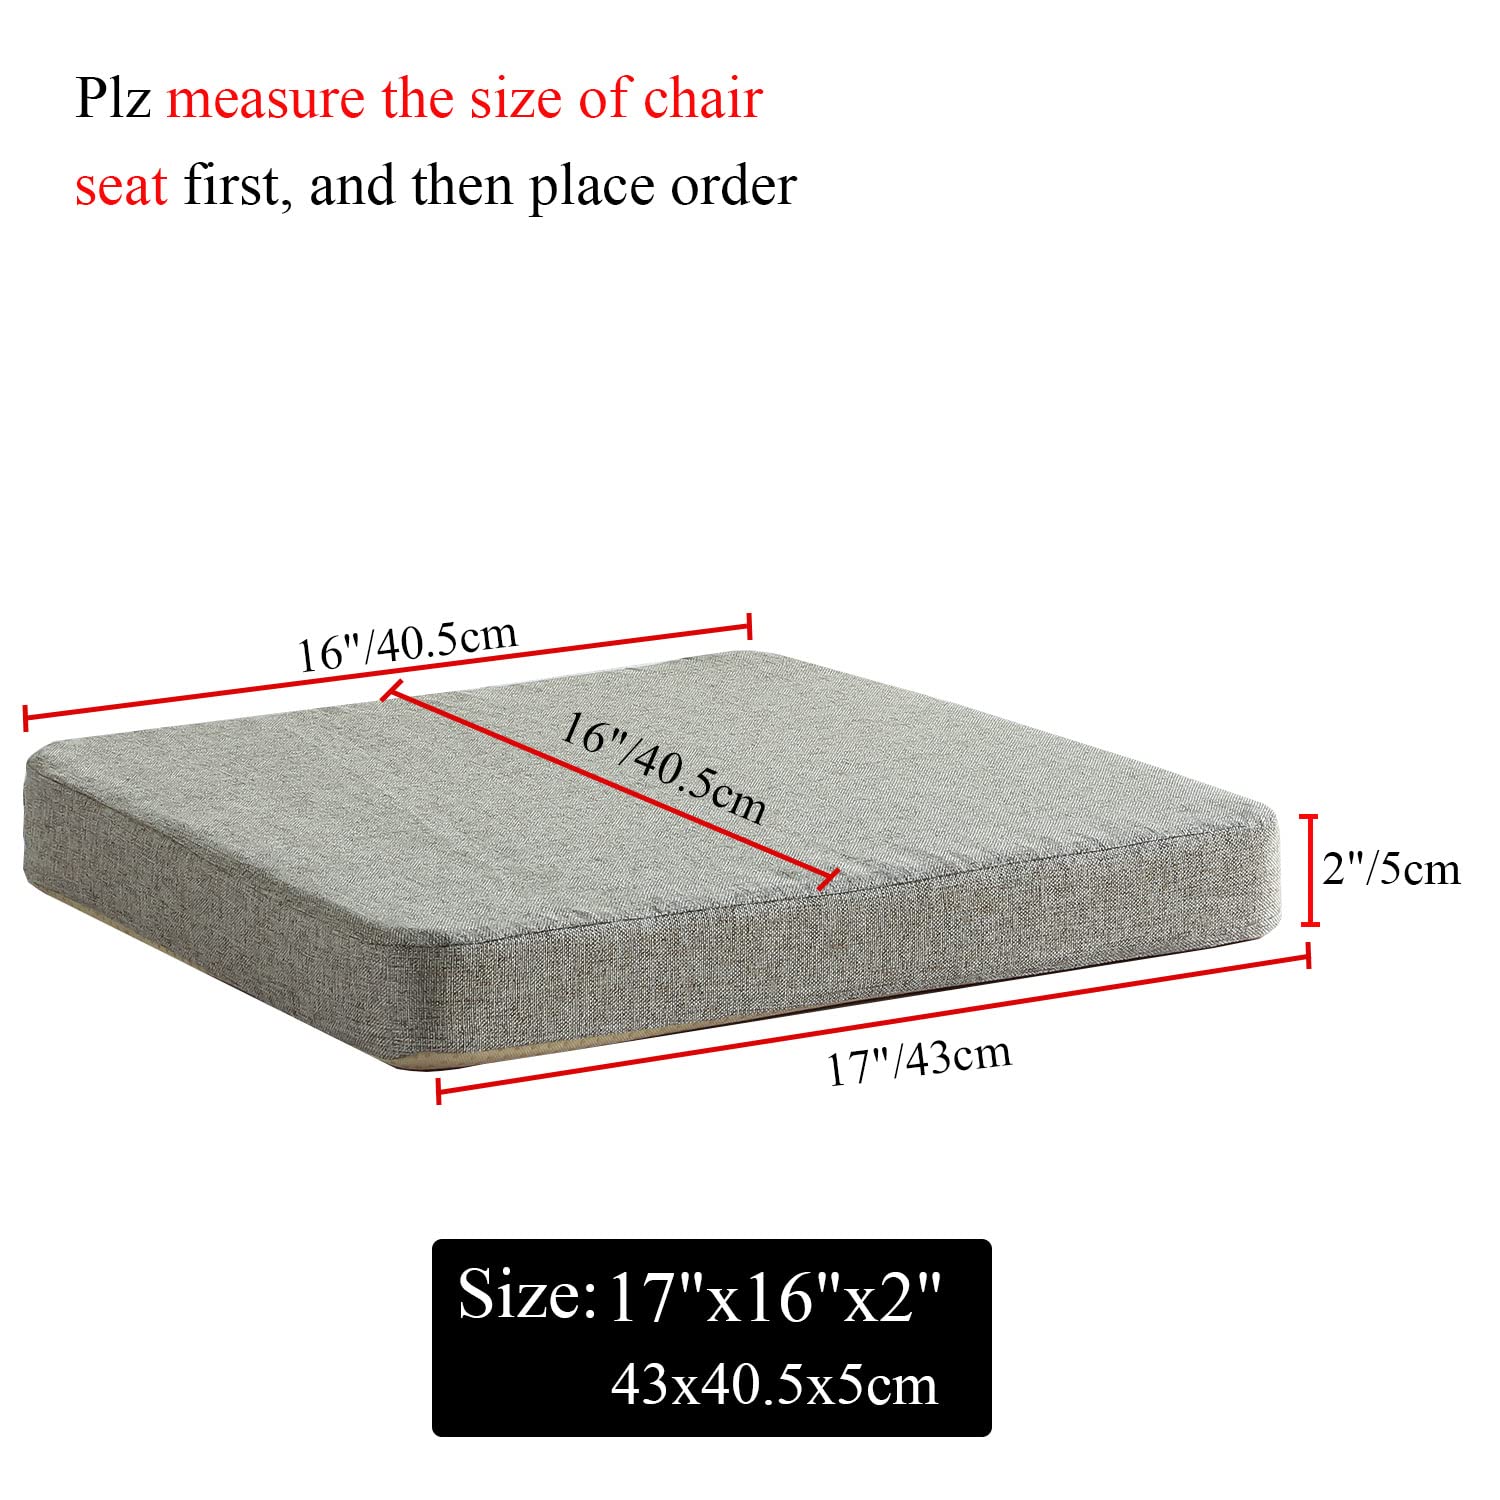 Plz measure the size of chair
seat first, and then place order
16"/40.5cm
16"/40.5cm
2"/5cm
17"/43cm
Size: 17"x16"x2"
43x40.5x5cm